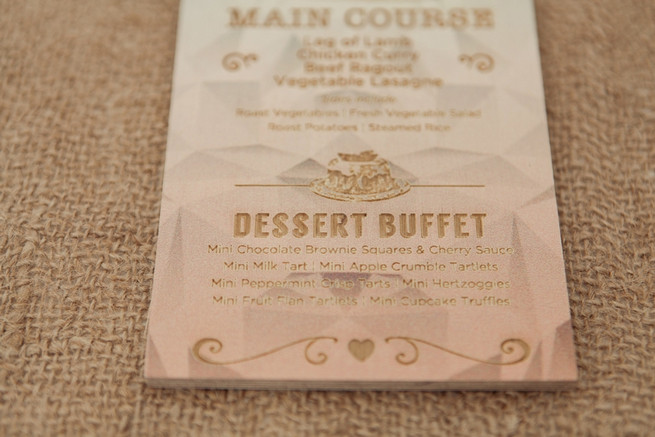 MAIN COURSE
Leg of Lamb
Chicken Curry
Beef Ragout
Vegetable Lasagne
Roast Vegetables | Fresh Vegetable Salad
Roost Potatoes | Steamed Rice
DESSERT BUFFET
Mini Chocolate Brownie Squares & Cherry Sauce
Mini Milk Tart | Mini Apple Crumble Tartlets
Mini Peppermint Crisp Tarts | Mini Hertzoggies
Mini Fruit Flan Tartlets | Mini Cupcake Truffles